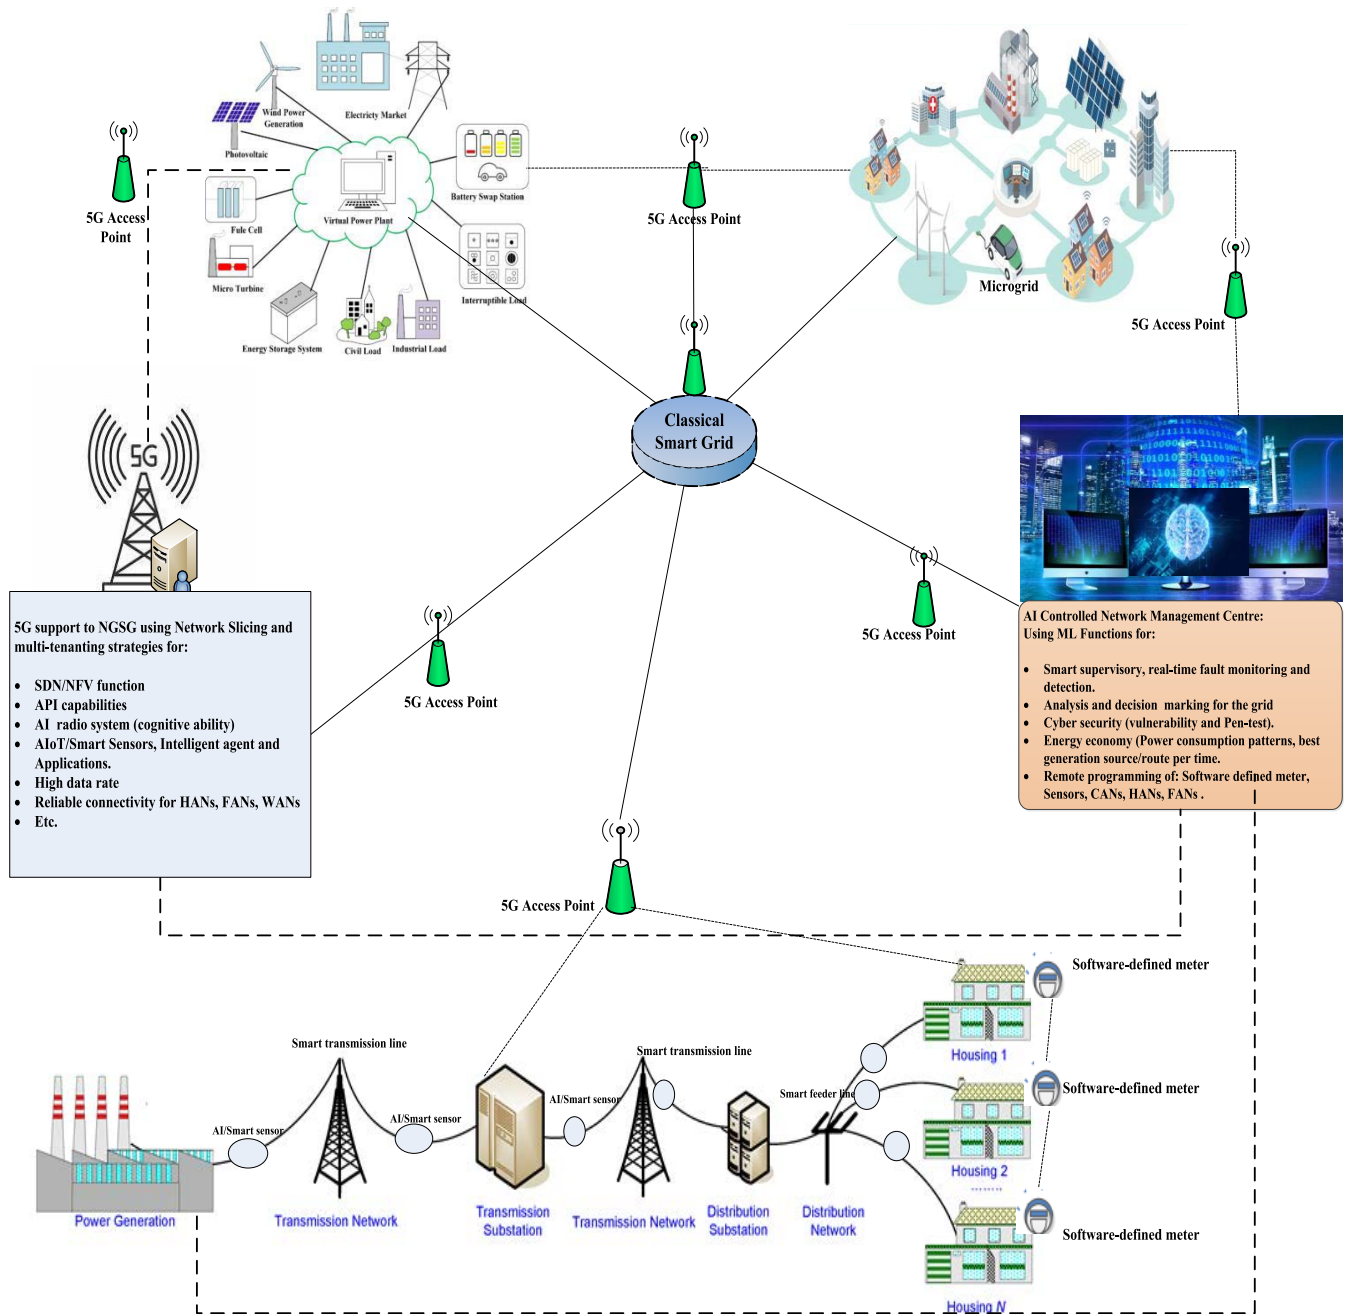 Wind Power
Generation
Electricity Market
Photovoltaic
Virtual Power Plant
Battery Swap Station
Fule Cell
Micro Turbine
Interruptible Load
Energy Storage System
Civil Load
Industrial Load
5G Access
Point
5G Access Point
Microgrid
5G Access Point
Classical
Smart Grid
5G
5G support to NGSG using Network Slicing and
multi-tenanting strategies for:
• SDN/NFV function
• API capabilities
• AI radio system (cognitive ability)
• AIoT/Smart Sensors, Intelligent agent and
Applications.
• High data rate
• Reliable connectivity for HANs, FANs, WANs
• Etc.
5G Access Point
5G Access Point
AI Controlled Network Management Centre:
Using ML Functions for:
• Smart supervisory, real-time fault monitoring and
detection.
• Analysis and decision marking for the grid
• Cyber security (vulnerability and Pen-test).
• Energy economy (Power consumption patterns, best
generation source/route per time.
• Remote programming of: Software defined meter,
Sensors, CANs, HANs, FANs .
5G Access Point
Software-defined meter
Smart transmission line
Smart transmission line
Housing 1
AI/Smart sensor
AI/Smart sensor
AI/Smart sensor
Smart feeder line
Software-defined meter
Housing 2
........
Power Generation
Transmission Network
Transmission
Substation
Transmission Network
Distribution
Substation
Distribution
Network
Software-defined meter
Housing N